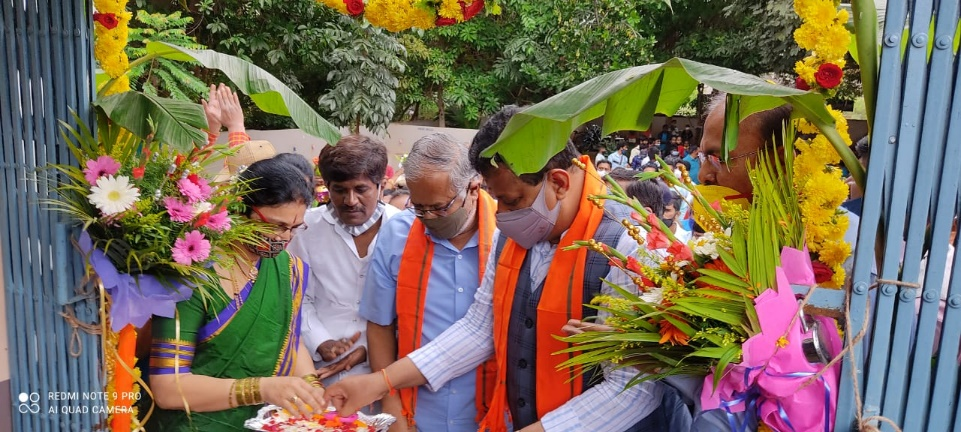 REDMI NOTE 9 PRO
AI QUAD CAMERA